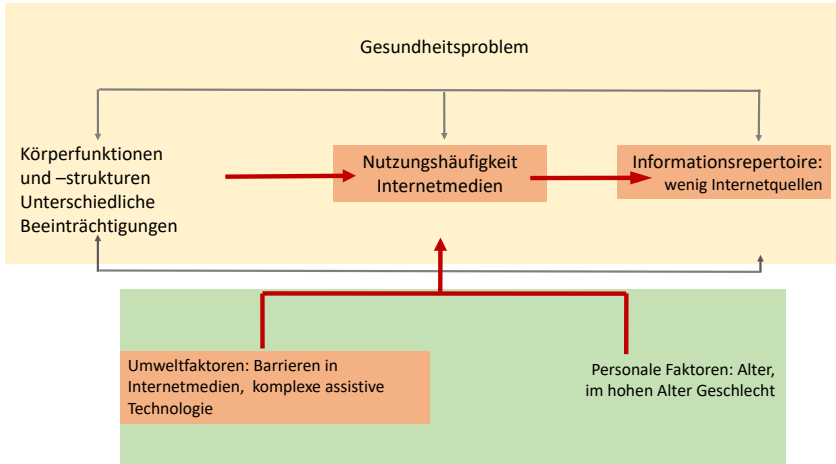 Gesundheitsproblem
Körperfunktionen
und –strukturen
Unterschiedliche
Beeinträchtigungen
Nutzungshäufigkeit
Internetmedien
Informationsrepertoire:
wenig Internetquellen
Umweltfaktoren: Barrieren in
Internetmedien, komplexe assistive
Technologie
Personale Faktoren: Alter,
im hohen Alter Geschlecht